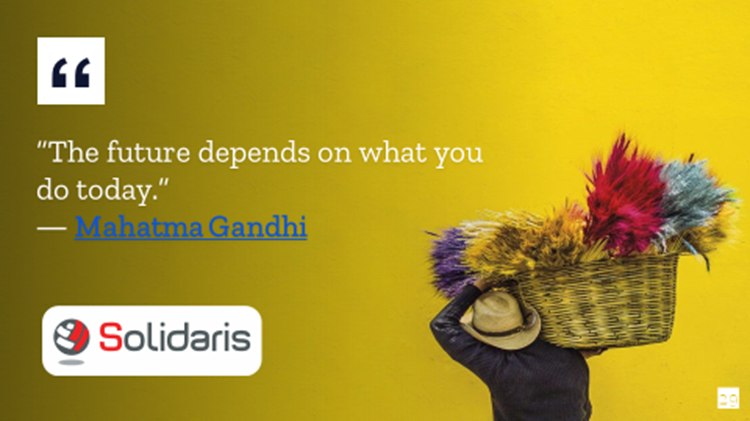 “
“The future depends on what you
do today.”
— Mahatma Gandhi
Solidaris